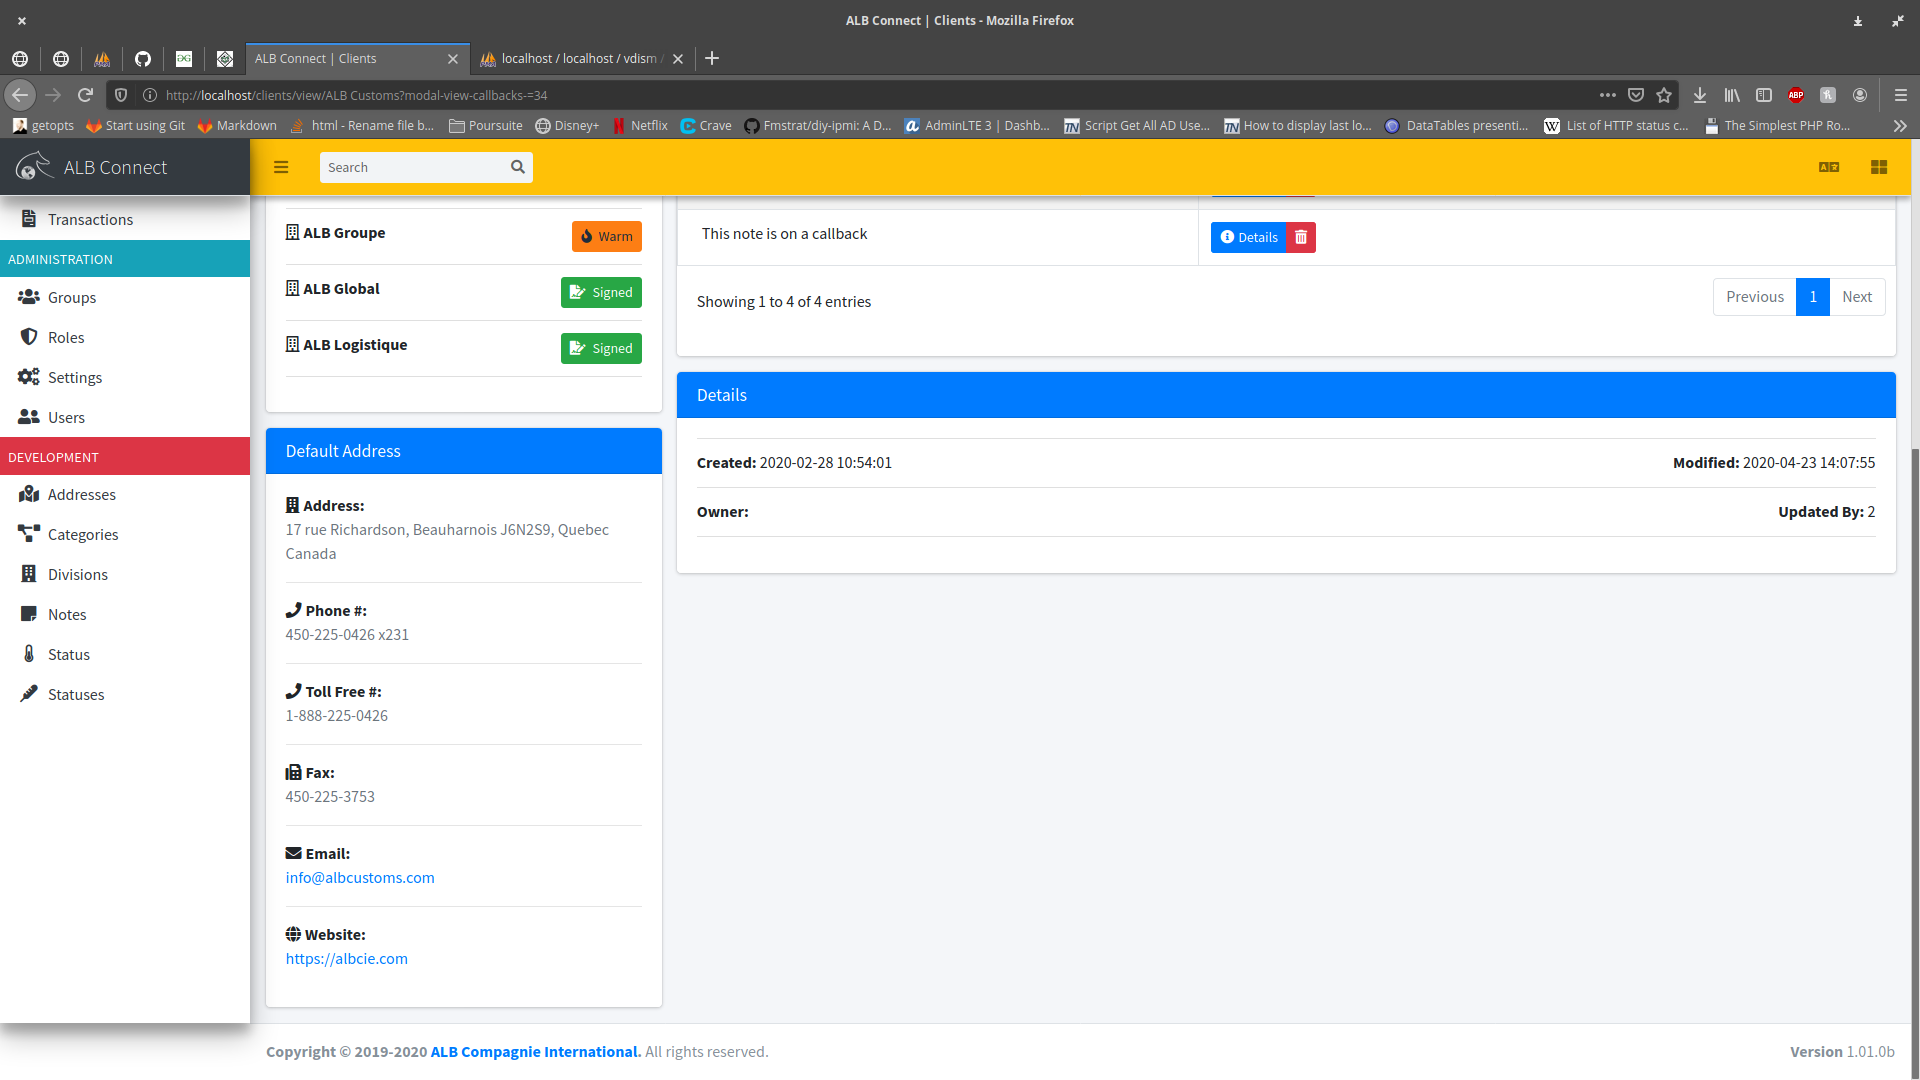 ALB Connect | Clients - Mozilla Firefox
ALB Connect | Clients
localhost / localhost / vdism /
http://localhost/clients/view/ALB Customs?modal-view-callbacks-=34
getopts
Start using Git
Markdown
html - Rename file b...
Poursuite
Disney+
Netflix
Crave
Fmstrat/diy-ipmi: A D...
AdminLTE 3 | Dashb...
Script Get All AD Use...
How to display last lo...
DataTables presenti...
List of HTTP status c...
The Simplest PHP Ro...
ALB Connect
Search
Transactions
ADMINISTRATION
Groups
Roles
Settings
Users
DEVELOPMENT
Addresses
Categories
Divisions
Notes
Status
Statuses
ALB Groupe
Warm
ALB Global
Signed
ALB Logistique
Signed
Default Address
Address:
17 rue Richardson, Beauharnois J6N2S9, Quebec
Canada
Phone #:
450-225-0426 x231
Toll Free #:
1-888-225-0426
Fax:
450-225-3753
Email:
info@albcustoms.com
Website:
https://albcie.com
This note is on a callback
Details
Showing 1 to 4 of 4 entries
Previous 1 Next
Details
Created: 2020-02-28 10:54:01
Modified: 2020-04-23 14:07:55
Owner:
Updated By: 2
Copyright © 2019-2020 ALB Compagnie International. All rights reserved.
Version 1.01.0b